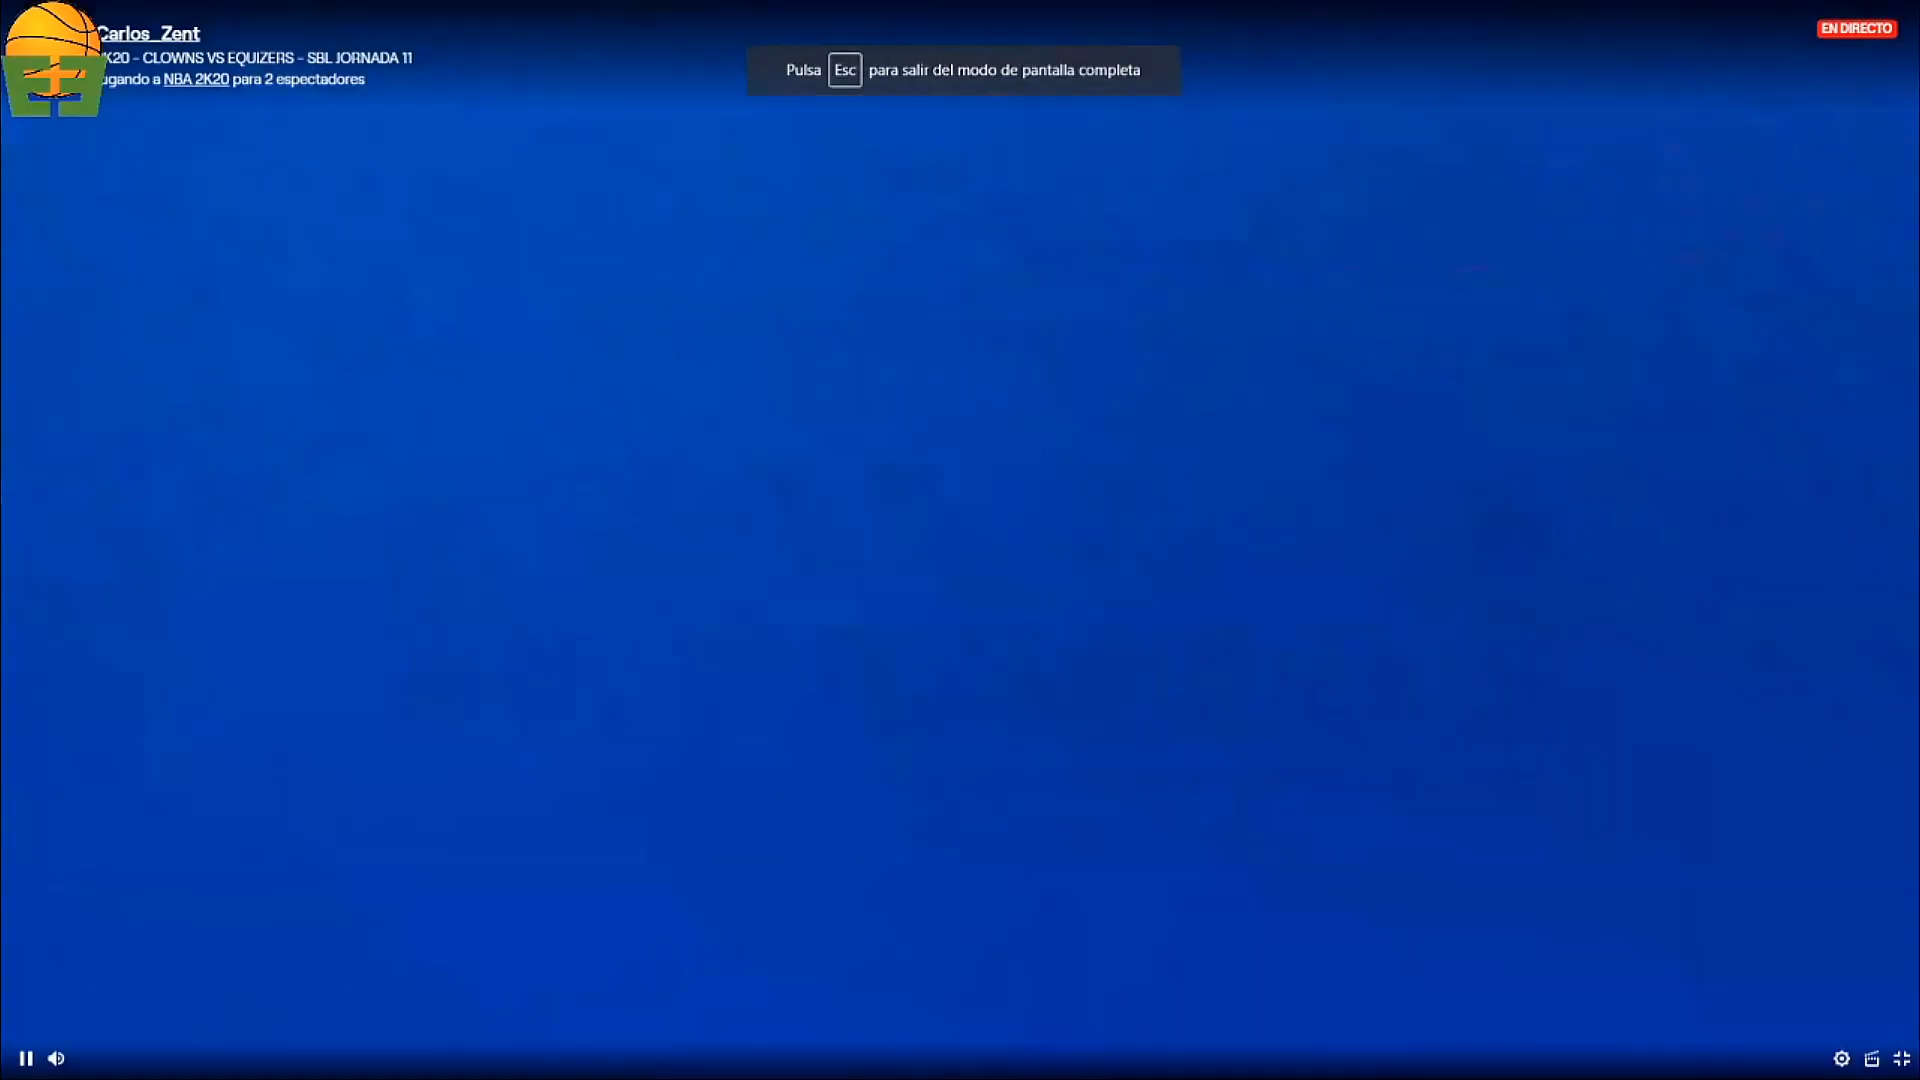 Carlos_Zent
EN DIRECTO
K20 - CLOWNS VS EQUIZERS - SBL JORNADA 11
Pulsa Esc para salir del modo de pantalla completa
ugando a NBA 2K20 para 2 espectadores